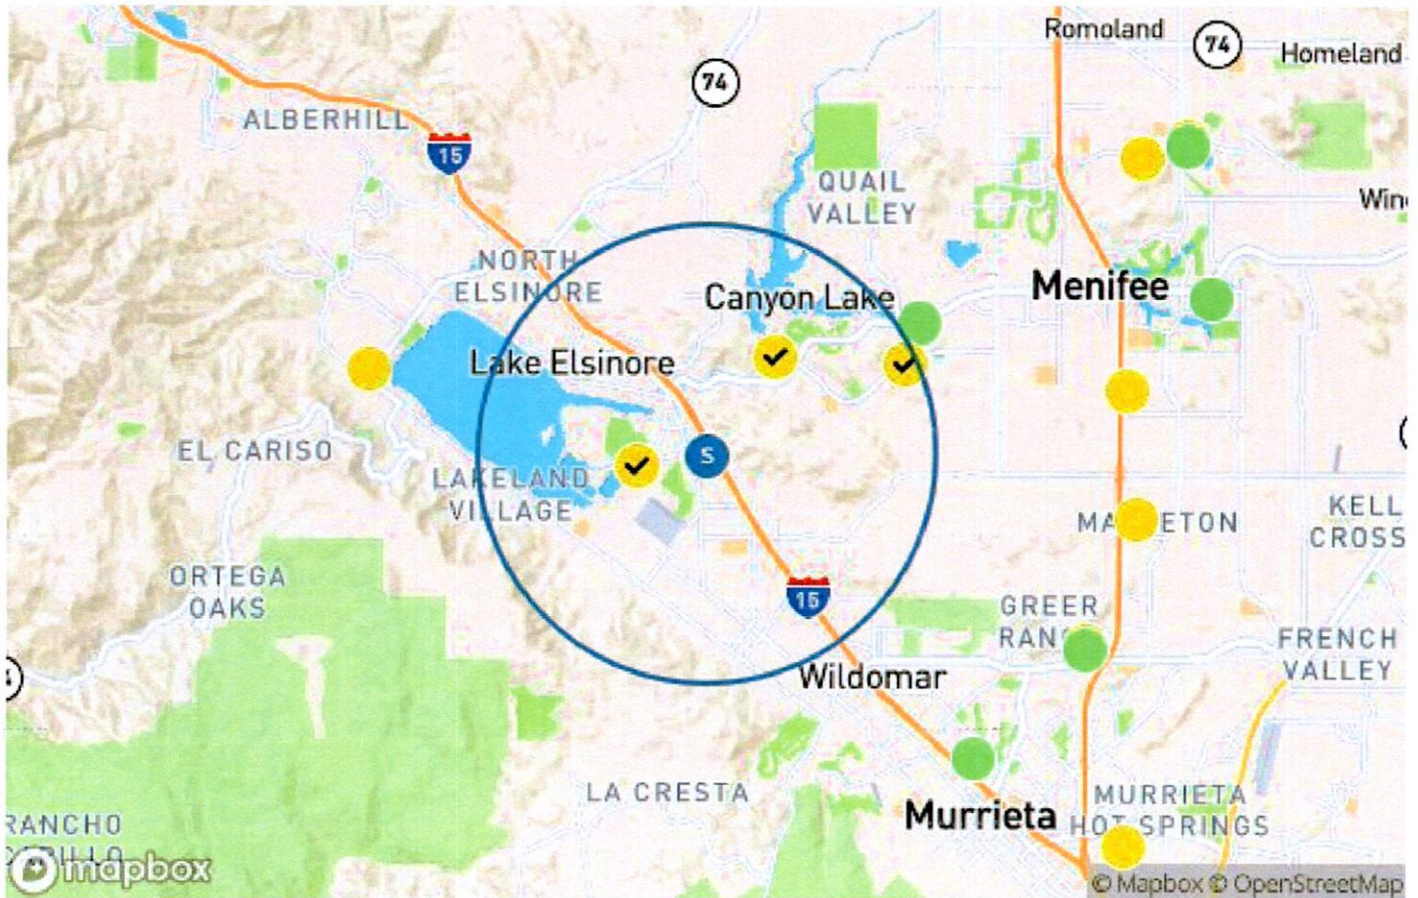 Romoland
74
Homeland
74
ALBERHILL
15
QUAIL
VALLEY
NORTH
ELSINORE
Canyon Lake
Menifee
Lake Elsinore
EL CARISO
S
LAKELAND
VILLAGE
KELL
CROSS
ORTEGA
OAKS
15
GREER
FRENCH
VALLEY
Wildomar
LA CRESTA
MURRIETA
HOT SPRINGS
Murrieta
RANCHO
mapbox
© Mapbox © OpenStreetMap